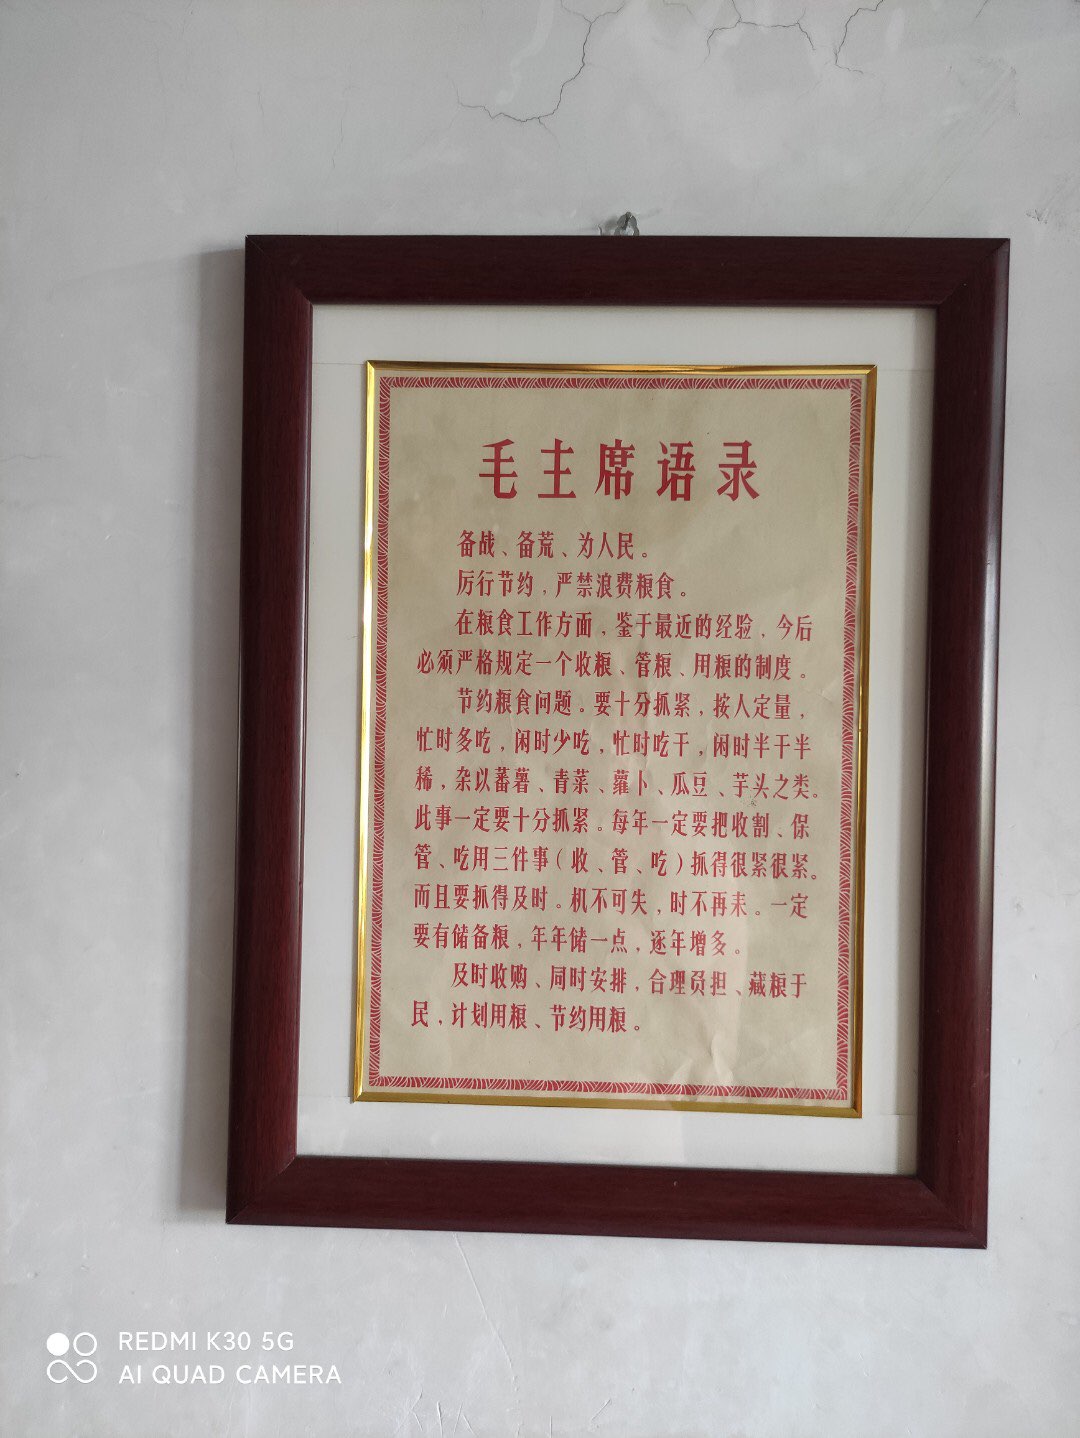 毛主席语录
备战、备荒、为人民。
厉行节约，严禁浪费粮食。
在粮食工作方面，鉴于最近的经验，今后
必须严格规定一个收粮、管粮、用粮的制度。
节约粮食问题。要十分抓紧，按人定量，
忙时多吃，闲时少吃，忙时吃干，闲时半干半
稀，杂以蕃薯、青菜、蘿卜、瓜豆、芋头之类。
此事一定要十分抓紧。每年一定要把收割、保
管、吃用三件事（收、管、吃）抓得很紧很紧。
而且要抓得及时。机不可失，时不再来。一定
要有储备粮，年年储一点，逐年增多。
及时收购、同时安排，合理负担、藏粮于
民，计划用粮、节约用粮。
REDMI K30 5G
AI QUAD CAMERA